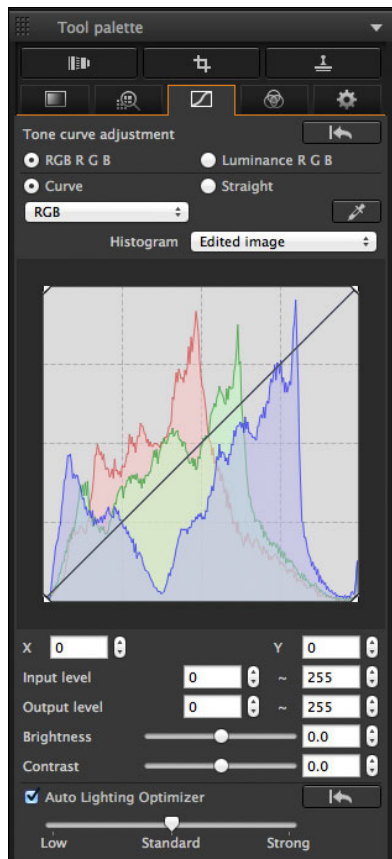 Tool palette
Tone curve adjustment
RGB R G B Luminance R G B
Curve Straight
RGB
Histogram Edited image
X 0 Y 0
Input level 0 ~ 255
Output level 0 ~ 255
Brightness 0.0
Contrast 0.0
Auto Lighting Optimizer
Low Standard Strong